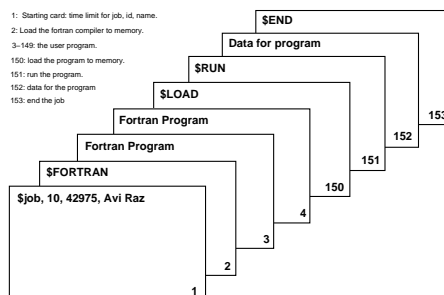 1: Starting card: time limit for job, id, name.
2: Load the fortran compiler to memory.
3–149: the user program.
150: load the program to memory.
151: run the program.
152: data for the program
153: end the job
$END
Data for program
$RUN
$LOAD
Fortran Program
Fortran Program
$FORTRAN
$job, 10, 42975, Avi Raz
153
152
151
150
4
3
2
1